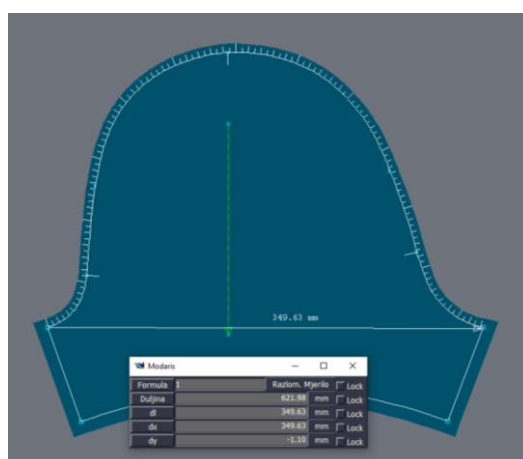 349.63 mm
Modaris
Formula 1 Razlom. Mjerilo Lock
Duljina 621.98 mm Lock
dl 349.63 mm Lock
dx 349.63 mm Lock
dy -1.10 mm Lock